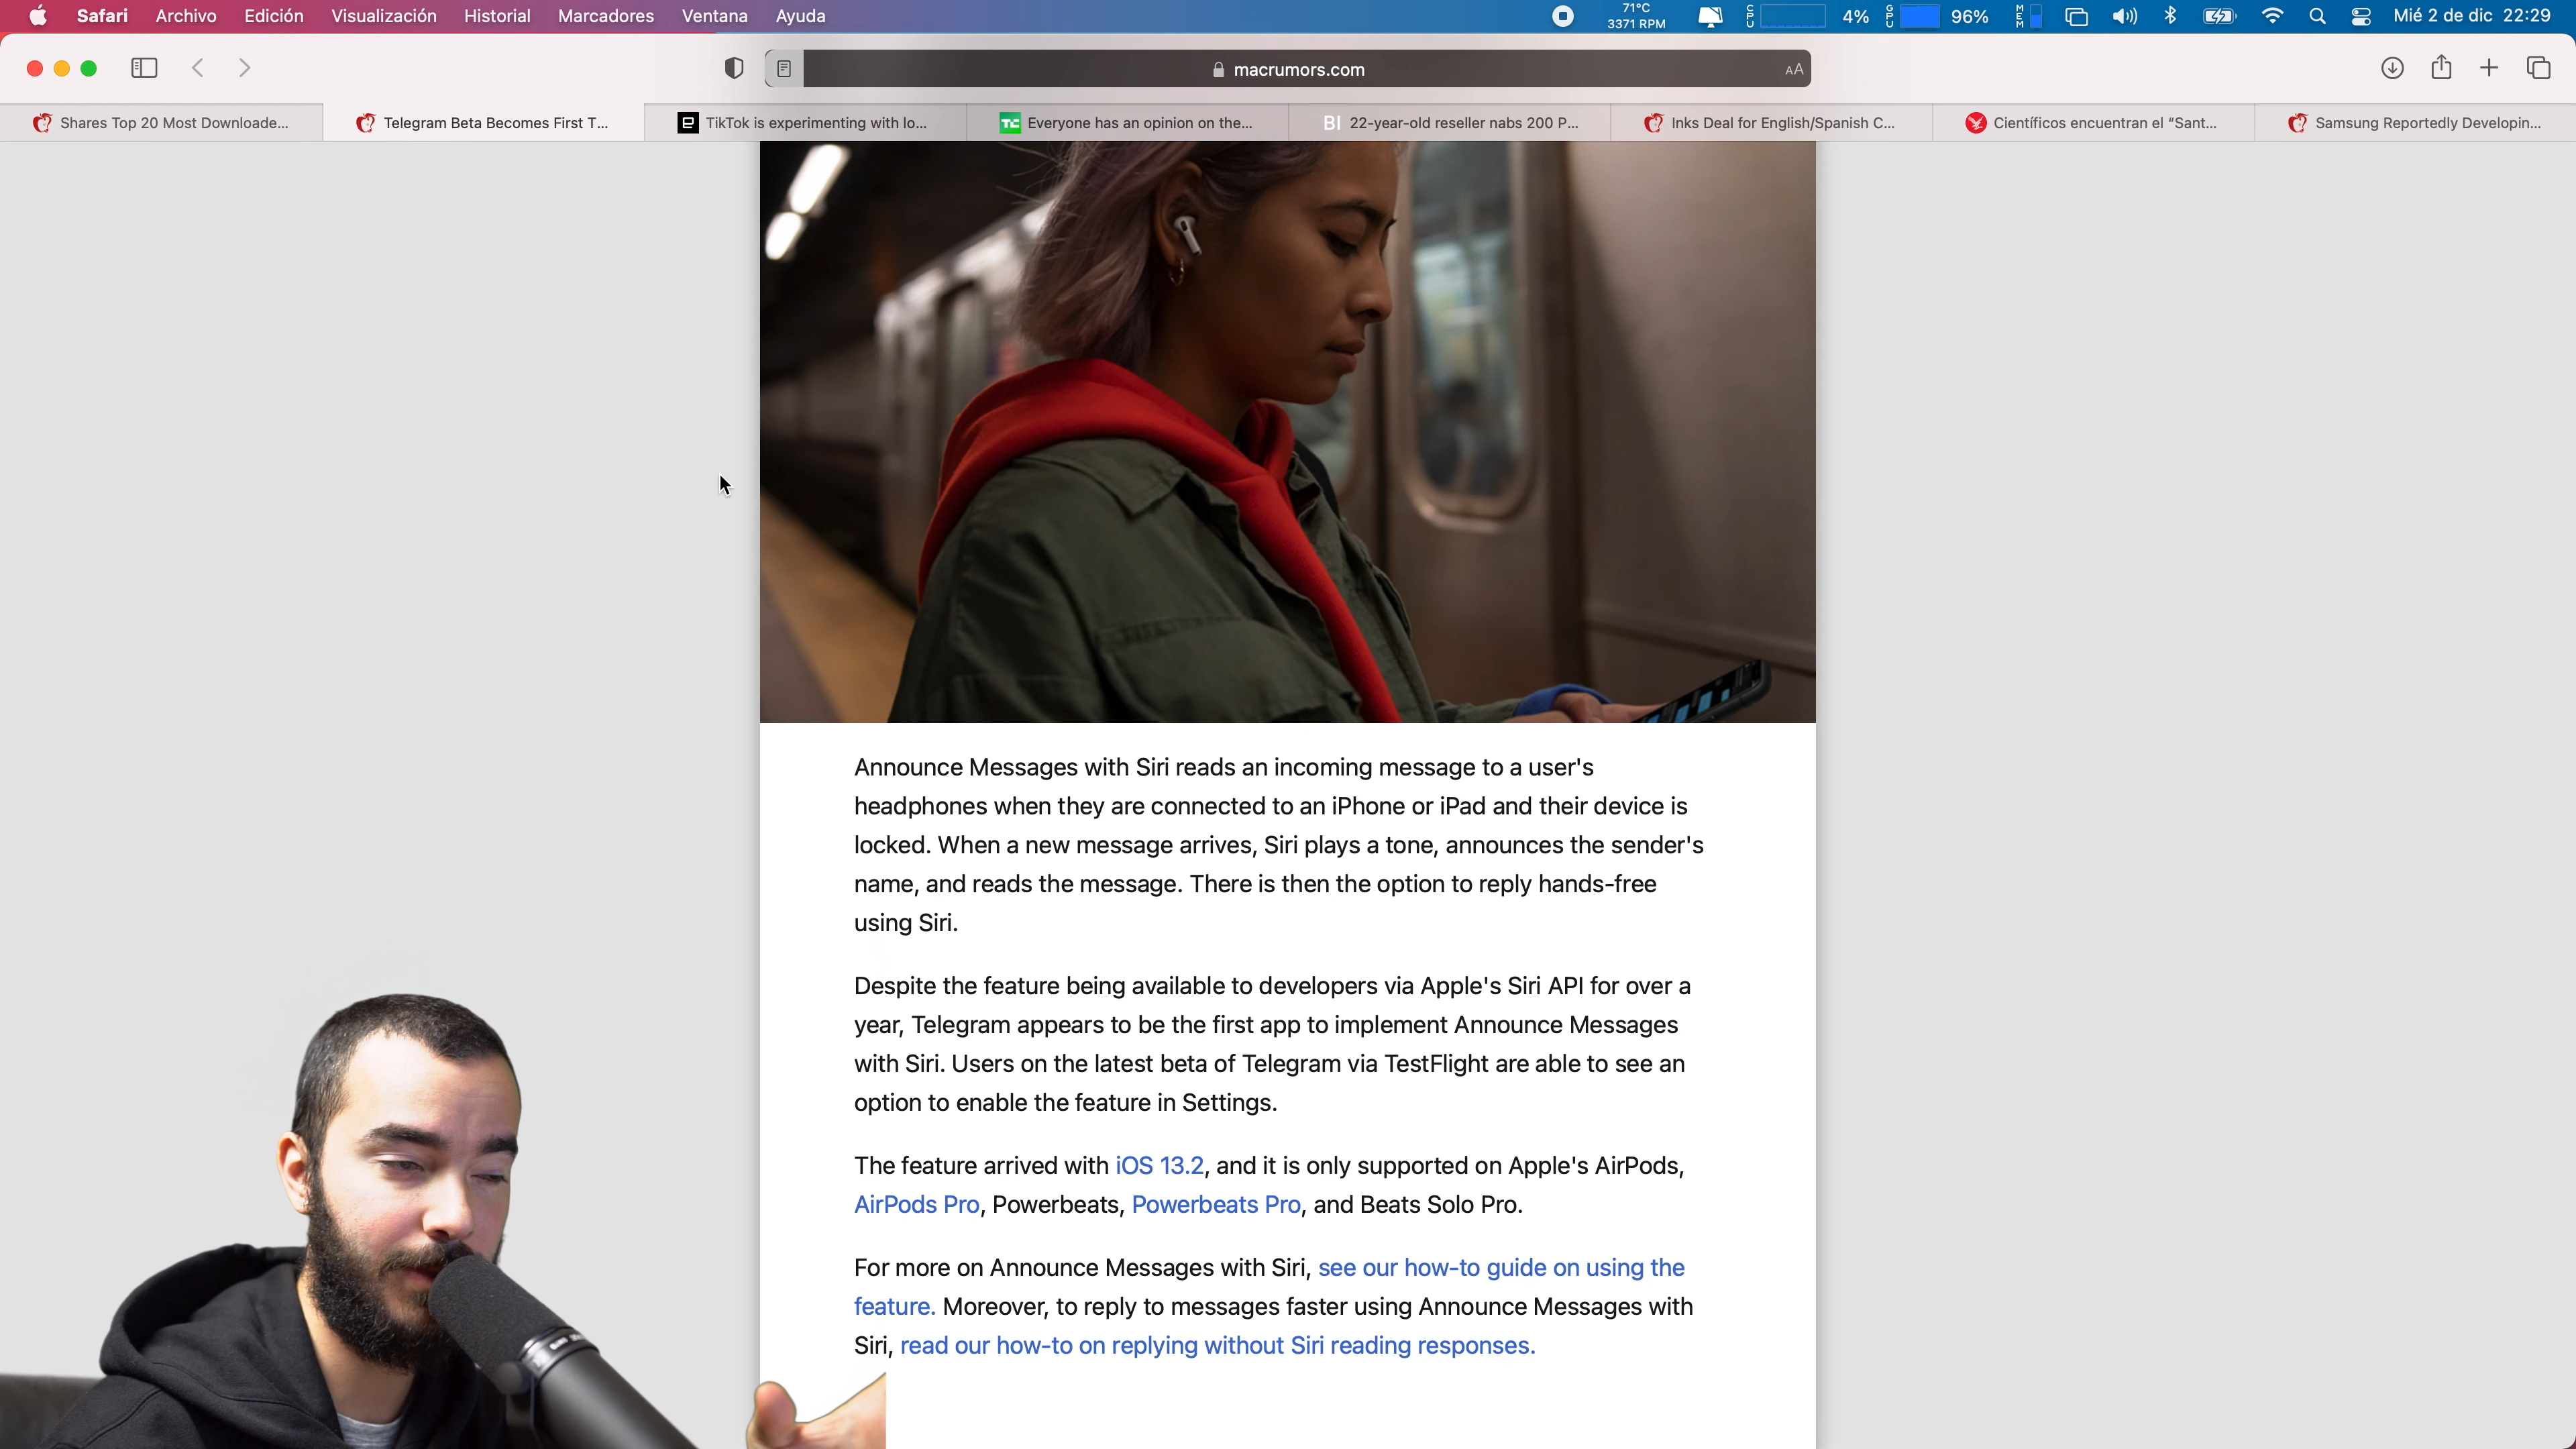 Safari Archivo Edición Visualización Historial Marcadores Ventana Ayuda
71°C
3371 RPM
CPU 4% GPU 96% MEM Mié 2 de dic 22:29
macrumors.com AA
Shares Top 20 Most Downloade...
Telegram Beta Becomes First T...
TikTok is experimenting with lo...
TC Everyone has an opinion on the...
BI 22-year-old reseller nabs 200 P...
Inks Deal for English/Spanish C...
Científicos encuentran el “Sant...
Samsung Reportedly Developin...
Announce Messages with Siri reads an incoming message to a user's
headphones when they are connected to an iPhone or iPad and their device is
locked. When a new message arrives, Siri plays a tone, announces the sender's
name, and reads the message. There is then the option to reply hands-free
using Siri.
Despite the feature being available to developers via Apple's Siri API for over a
year, Telegram appears to be the first app to implement Announce Messages
with Siri. Users on the latest beta of Telegram via TestFlight are able to see an
option to enable the feature in Settings.
The feature arrived with iOS 13.2, and it is only supported on Apple's AirPods,
AirPods Pro, Powerbeats, Powerbeats Pro, and Beats Solo Pro.
For more on Announce Messages with Siri, see our how-to guide on using the
feature. Moreover, to reply to messages faster using Announce Messages with
Siri, read our how-to on replying without Siri reading responses.